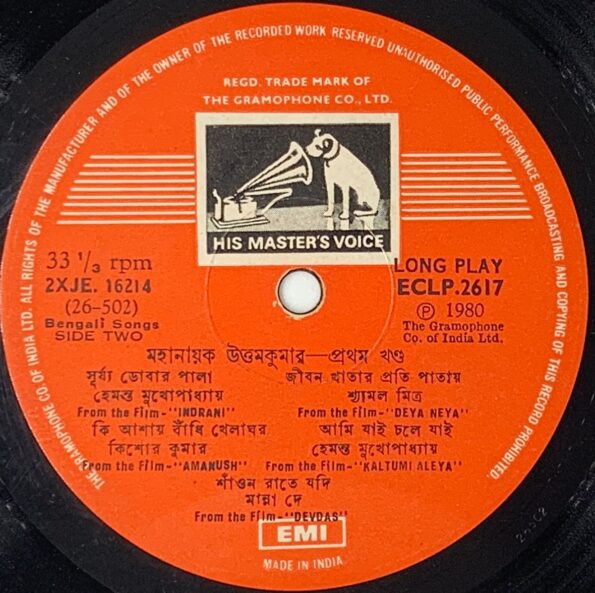 THE GRAMOPHONE CO. OF INDIA LTD. ALL RIGHTS OF THE MANUFACTURER AND OF THE OWNER OF THE RECORDED WORK RESERVED UNAUTHORISED PUBLIC PERFORMANCE BROADCASTING AND COPYING OF THIS RECORD PROHIBITED.
REGD. TRADE MARK OF
THE GRAMOPHONE CO., LTD.
HIS MASTER'S VOICE
33 1/3 rpm
2XJE. 16214
(26-502)
Bengali Songs
SIDE TWO
LONG PLAY
ECLP.2617
Ⓟ 1980
The Gramophone
Co. of India Ltd.
মহানায়ক উত্তমকুমার—প্রথম খণ্ড
সূর্য্য ডোবার পালা
হেমন্ত মুখোপাধ্যায়
From the Film-"INDRANI"
জীবন খাতার প্রতি পাতায়
শ্যামল মিত্র
From the Film-"DEYA NEYA"
কি আশায় বাঁধি খেলাঘর
কিশোর কুমার
From the Film-"AMANUSH"
আমি যাই চলে যাই
হেমন্ত মুখোপাধ্যায়
From the Film-"KALTUMI ALEYA"
শাঁওন রাতে যদি
মান্না দে
From the Film-"DEVDAS"
EMI
MADE IN INDIA